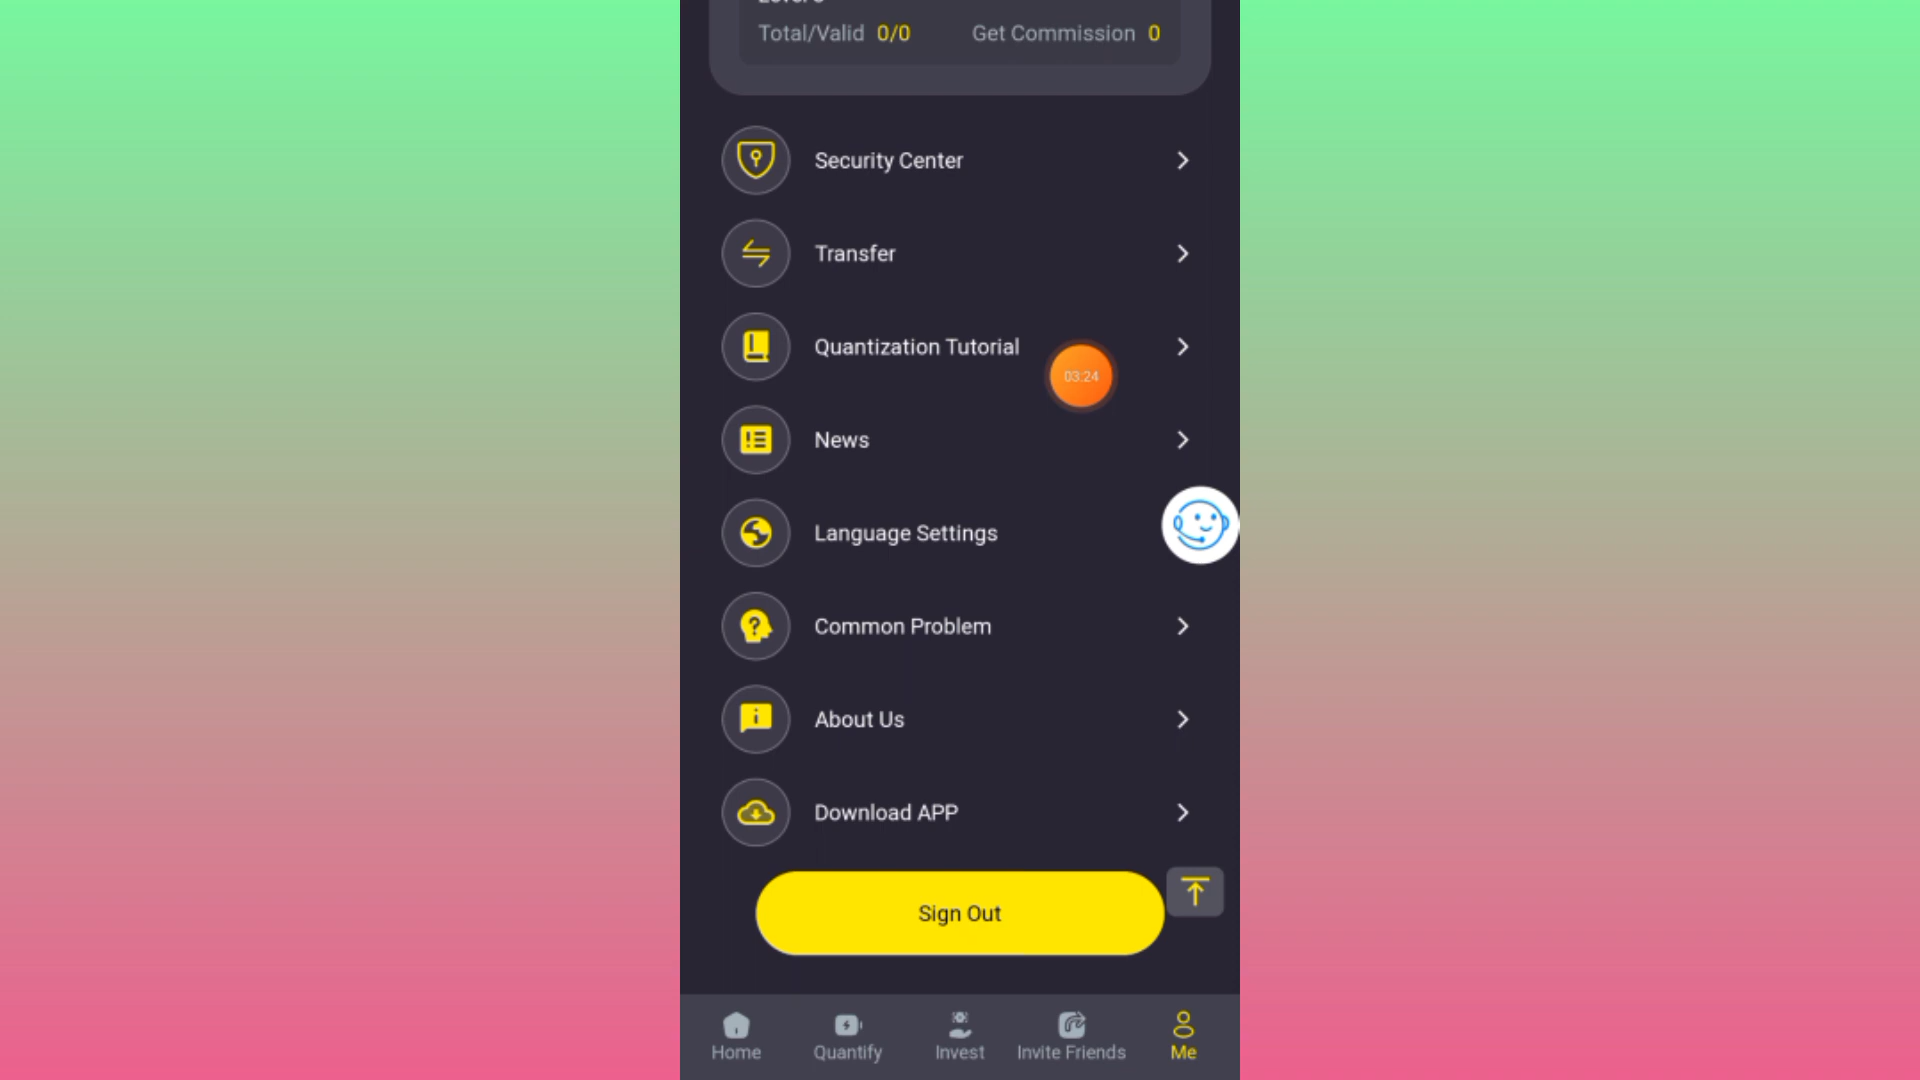 Total/Valid 0/0 Get Commission 0
Security Center
Transfer
Quantization Tutorial
03:24
News
Language Settings
Common Problem
About Us
Download APP
Sign Out
Home Quantify Invest Invite Friends Me